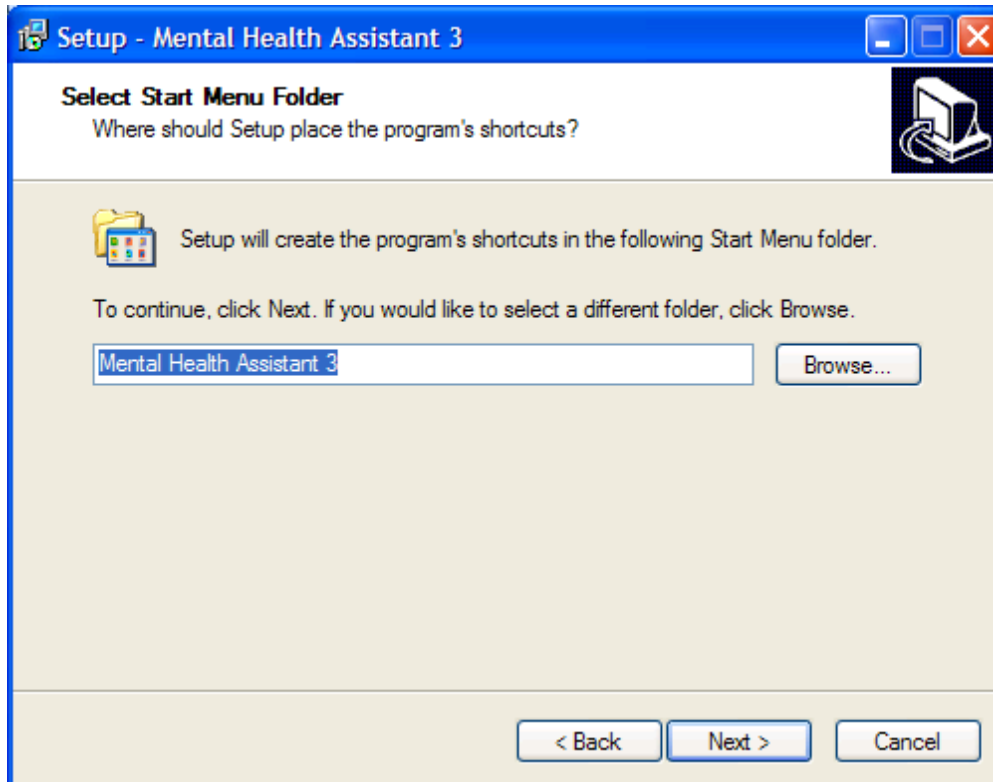 Setup - Mental Health Assistant 3
Select Start Menu Folder
Where should Setup place the program's shortcuts?
Setup will create the program's shortcuts in the following Start Menu folder.
To continue, click Next. If you would like to select a different folder, click Browse.
Mental Health Assistant 3
Browse...
< Back
Next >
Cancel